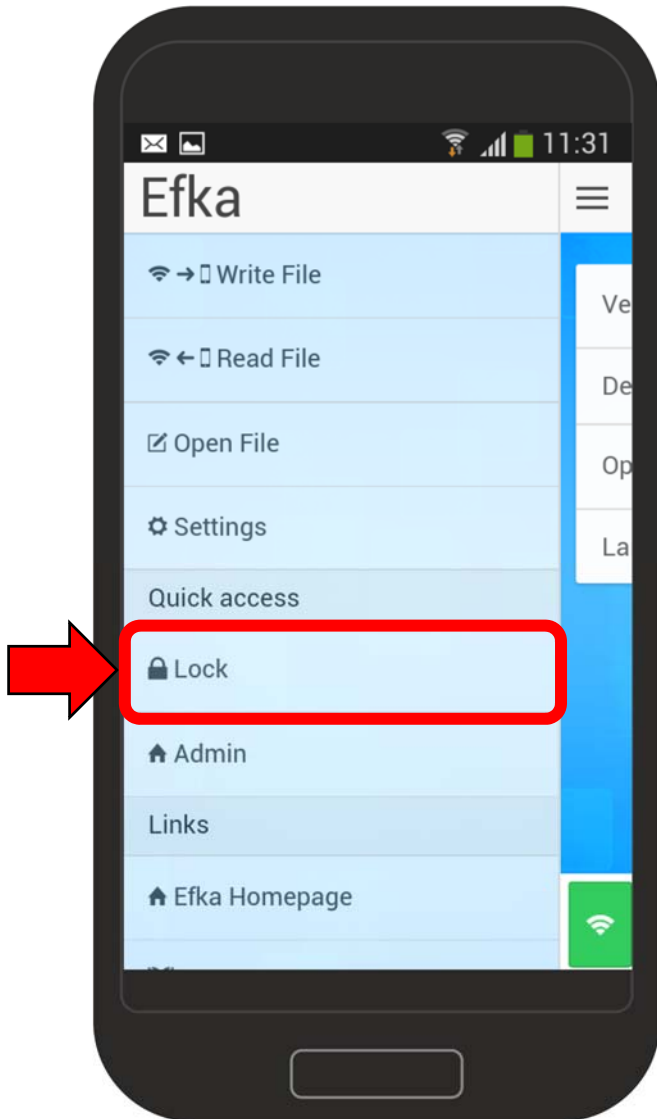 11:31
Efka
Write File
Ve
Read File
De
Open File
Op
Settings
La
Quick access
Lock
Admin
Links
Efka Homepage